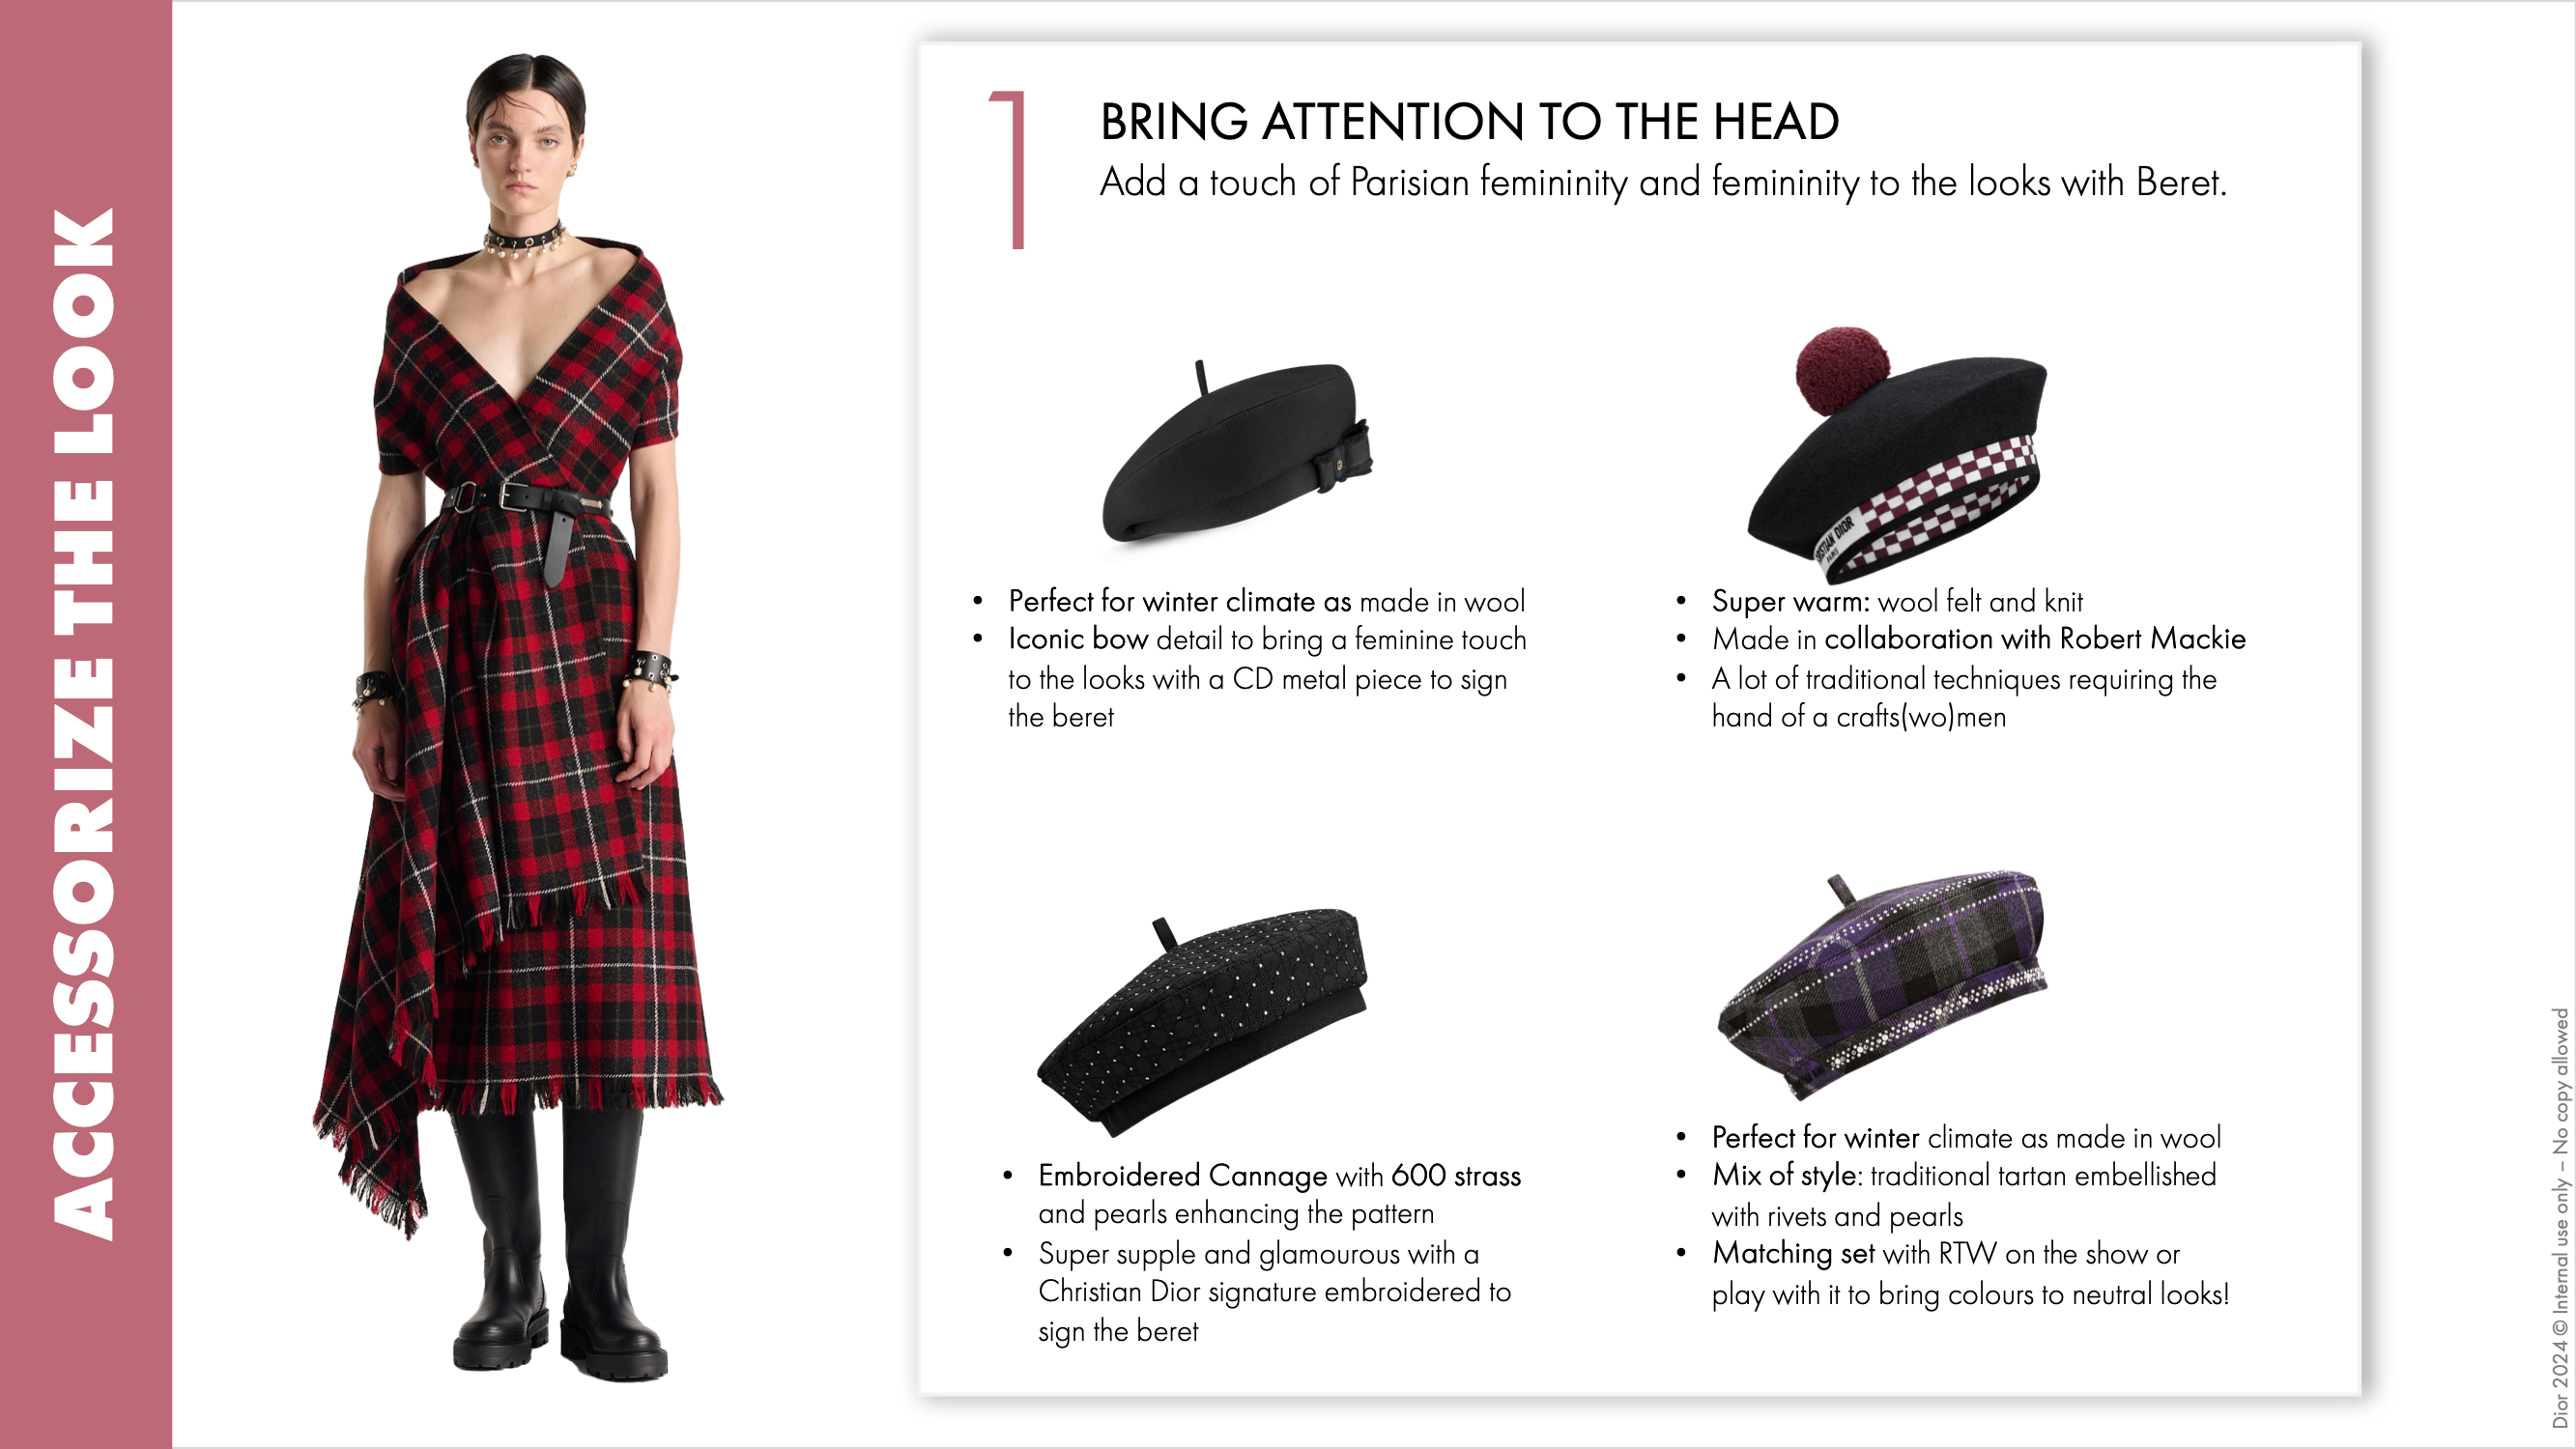 ACCESSORIZE THE LOOK
1
BRING ATTENTION TO THE HEAD
Add a touch of Parisian femininity and femininity to the looks with Beret.
• Perfect for winter climate as made in wool
• Iconic bow detail to bring a feminine touch
to the looks with a CD metal piece to sign
the beret
DIOR
PARIS
• Super warm: wool felt and knit
• Made in collaboration with Robert Mackie
• A lot of traditional techniques requiring the
hand of a crafts(wo)men
• Embroidered Cannage with 600 strass
and pearls enhancing the pattern
• Super supple and glamourous with a
Christian Dior signature embroidered to
sign the beret
• Perfect for winter climate as made in wool
• Mix of style: traditional tartan embellished
with rivets and pearls
• Matching set with RTW on the show or
play with it to bring colours to neutral looks!
Dior 2024 © Internal use only – No copy allowed